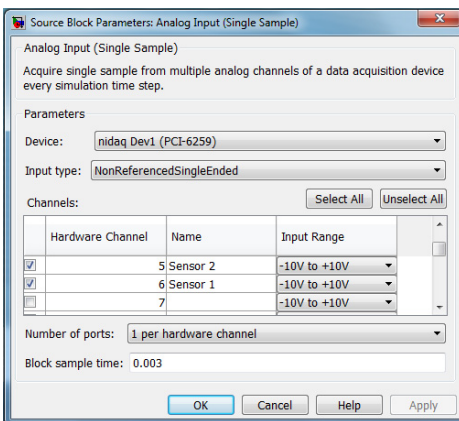 Source Block Parameters: Analog Input (Single Sample)
Analog Input (Single Sample)
Acquire single sample from multiple analog channels of a data acquisition device
every simulation time step.
Parameters
Device: nidaq Dev1 (PCI-6259)
Input type: NonReferencedSingleEnded
Channels: Select All Unselect All
Hardware Channel Name Input Range
5 Sensor 2 -10V to +10V
6 Sensor 1 -10V to +10V
7 -10V to +10V
Number of ports: 1 per hardware channel
Block sample time: 0.003
OK Cancel Help Apply